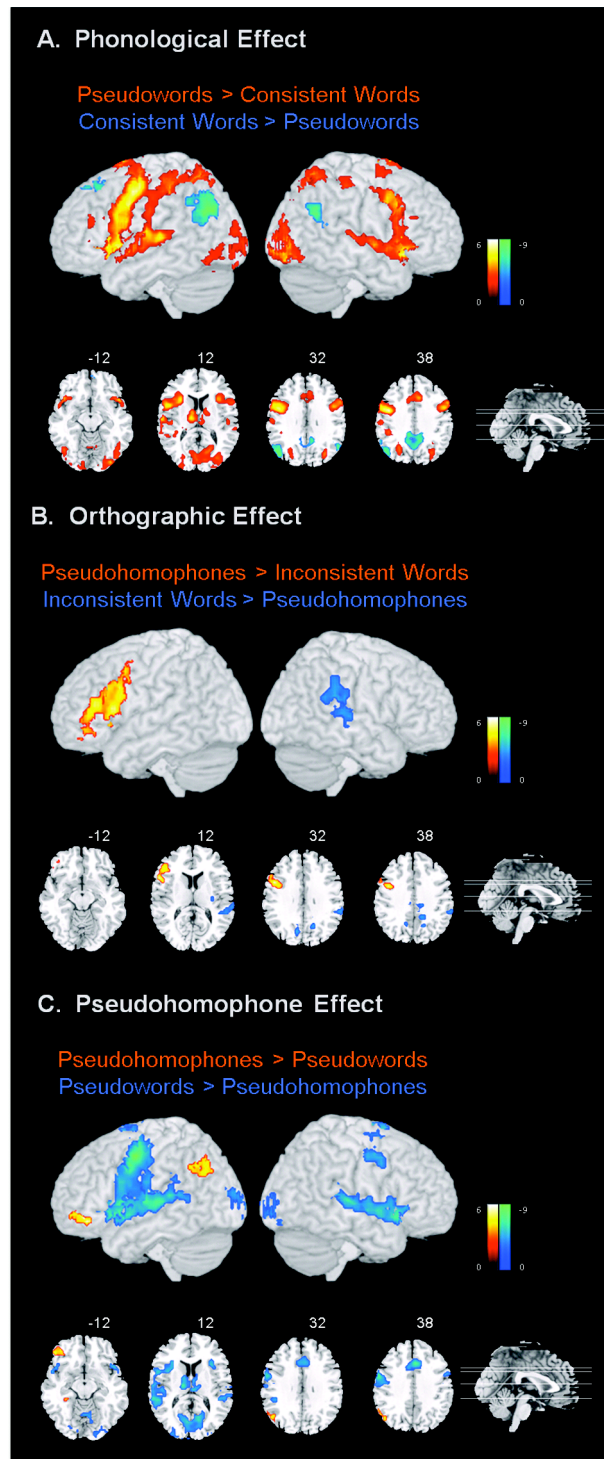 A. Phonological Effect
Pseudowords > Consistent Words
Consistent Words > Pseudowords
6 -9
0 0
-12 12 32 38
B. Orthographic Effect
Pseudohomophones > Inconsistent Words
Inconsistent Words > Pseudohomophones
6 -9
0 0
-12 12 32 38
C. Pseudohomophone Effect
Pseudohomophones > Pseudowords
Pseudowords > Pseudohomophones
6 -9
0 0
-12 12 32 38